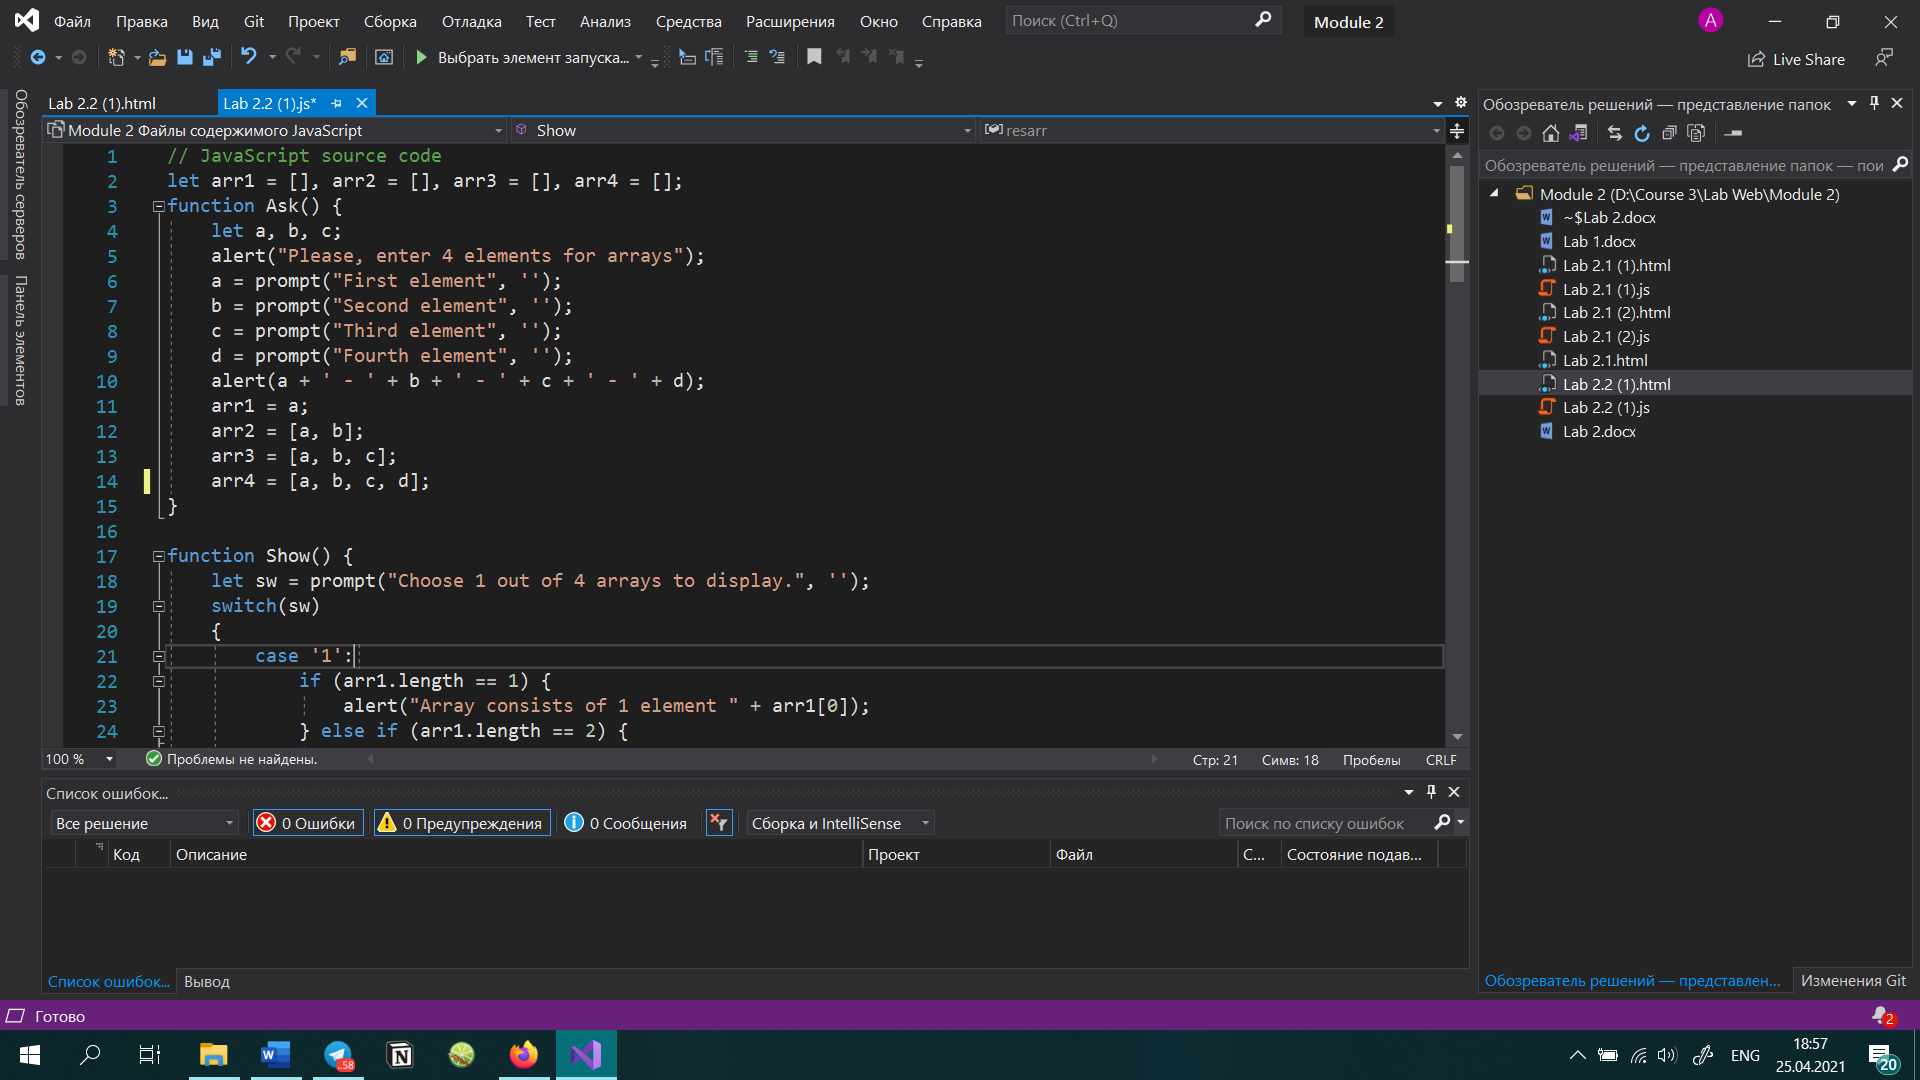 Файл Правка Вид Git Проект Сборка Отладка Тест Анализ Средства Расширения Окно Справка Поиск (Ctrl+Q) Module 2 A
Выбрать элемент запуска... Live Share
Обозреватель серверов
Панель элементов
Lab 2.2 (1).html Lab 2.2 (1).js*
Module 2 Файлы содержимого JavaScript Show resarr
1 // JavaScript source code
2 let arr1 = [], arr2 = [], arr3 = [], arr4 = [];
3 function Ask() {
4 let a, b, c;
5 alert("Please, enter 4 elements for arrays");
6 a = prompt("First element", '');
7 b = prompt("Second element", '');
8 c = prompt("Third element", '');
9 d = prompt("Fourth element", '');
10 alert(a + ' - ' + b + ' - ' + c + ' - ' + d);
11 arr1 = a;
12 arr2 = [a, b];
13 arr3 = [a, b, c];
14 arr4 = [a, b, c, d];
15 }
16
17 function Show() {
18 let sw = prompt("Choose 1 out of 4 arrays to display.", '');
19 switch(sw)
20 {
21 case '1':
22 if (arr1.length == 1) {
23 alert("Array consists of 1 element " + arr1[0]);
24 } else if (arr1.length == 2) {
100 % Проблемы не найдены. Стр: 21 Симв: 18 Пробелы CRLF
Список ошибок...
Все решение 0 Ошибки 0 Предупреждения 0 Сообщения Сборка и IntelliSense Поиск по списку ошибок
Код Описание Проект Файл С... Состояние подав...
Список ошибок... Вывод
Обозреватель решений — представление папок
Обозреватель решений — представление папок — пои
Module 2 (D:\Course 3\Lab Web\Module 2)
~$Lab 2.docx
Lab 1.docx
Lab 2.1 (1).html
Lab 2.1 (1).js
Lab 2.1 (2).html
Lab 2.1 (2).js
Lab 2.1.html
Lab 2.2 (1).html
Lab 2.2 (1).js
Lab 2.docx
Обозреватель решений — представлен... Изменения Git
Готово 2
..58 ENG 18:57
25.04.2021 20